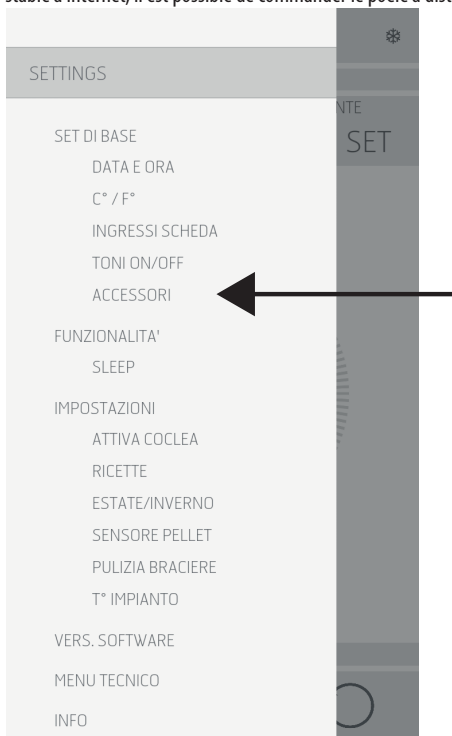 SETTINGS
NTE
SET DI BASE
SET
DATA E ORA
C° / F°
INGRESSI SCHEDA
TONI ON/OFF
ACCESSORI
FUNZIONALITA'
SLEEP
IMPOSTAZIONI
ATTIVA COCLEA
RICETTE
ESTATE/INVERNO
SENSORE PELLET
PULIZIA BRACIERE
T° IMPIANTO
VERS. SOFTWARE
MENU TECNICO
INFO